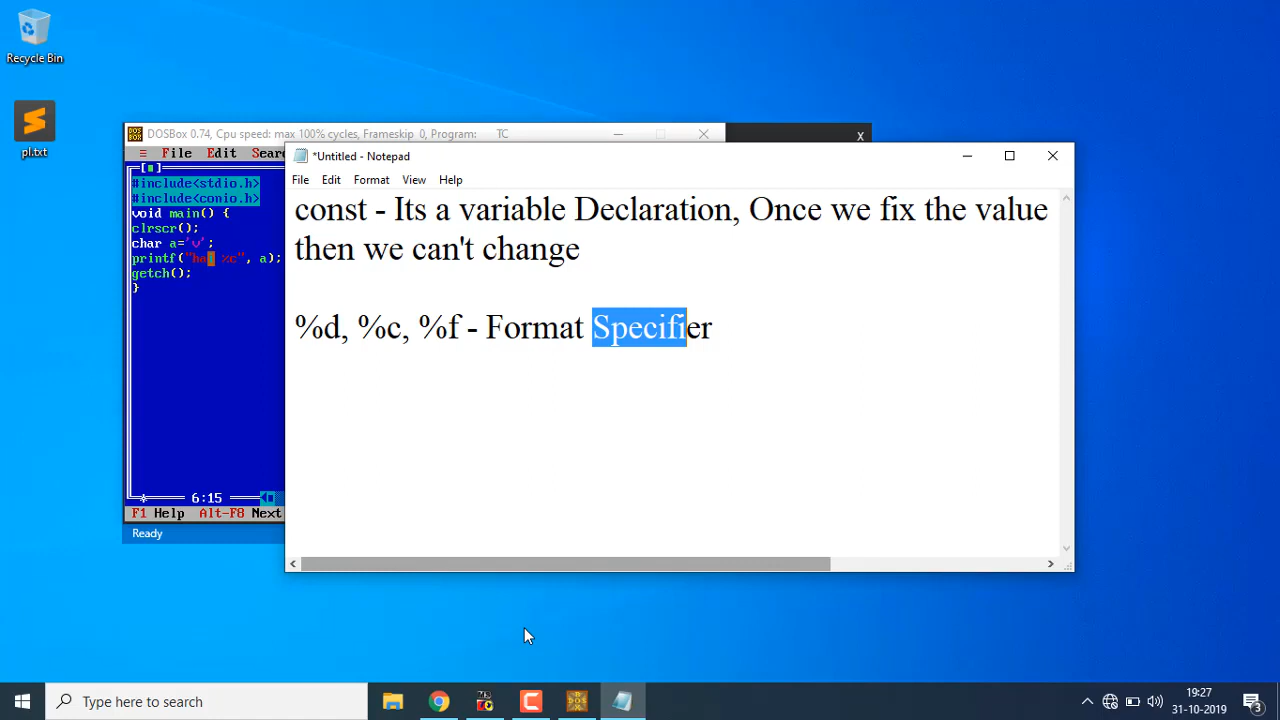 Recycle Bin
pl.txt
DOSBox 0.74, Cpu speed: max 100% cycles, Frameskip 0, Program: TC
≡ File Edit Sear
#include<stdio.h>
#include<conio.h>
void main() {
clrscr();
char a='v';
getch();
}
6:15
F1 Help Alt-F8 Next
Ready
x
*Untitled - Notepad
File Edit Format View Help
const - Its a variable Declaration, Once we fix the value
then we can't change
%d, %c, %f - Format Specifier
Type here to search
19:27
31-10-2019
3